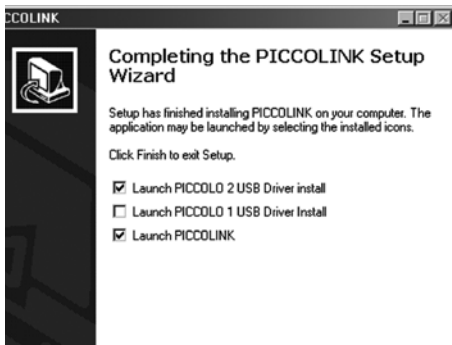 CCOLINK
Completing the PICCOLINK Setup
Wizard
Setup has finished installing PICCOLINK on your computer. The
application may be launched by selecting the installed icons.
Click Finish to exit Setup.
Launch PICCOLO 2 USB Driver install
Launch PICCOLO 1 USB Driver Install
Launch PICCOLINK